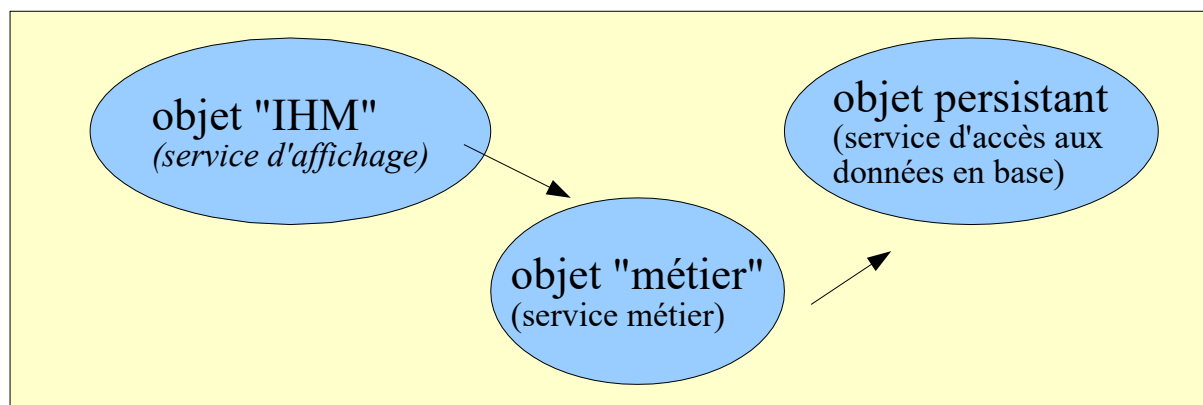 objet "IHM"
(service d'affichage)
objet "métier"
(service métier)
objet persistant
(service d'accès aux
données en base)